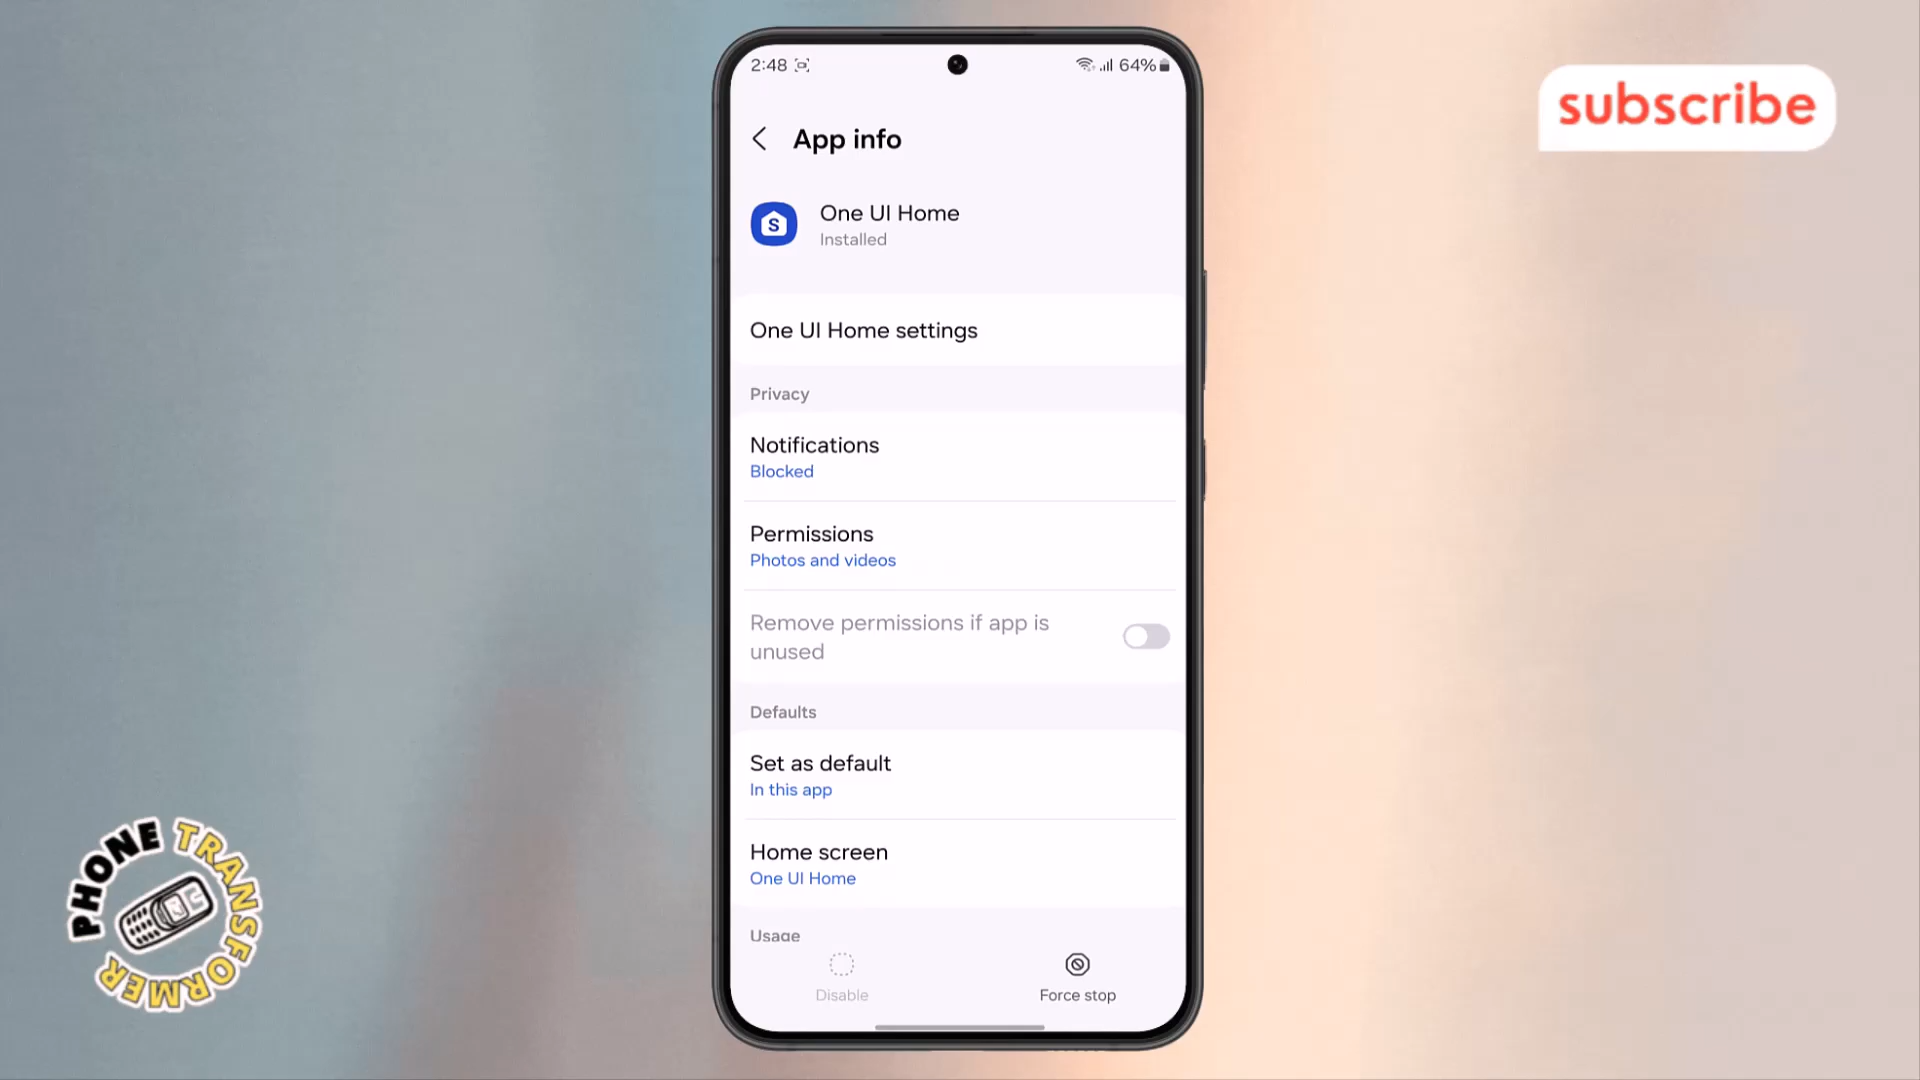 2:48
64%
subscribe
App info
One UI Home
Installed
One UI Home settings
Privacy
Notifications
Blocked
Permissions
Photos and videos
Remove permissions if app is
unused
Defaults
Set as default
In this app
Home screen
One UI Home
Usage
Disable
Force stop
PHONE TRANSFORMER